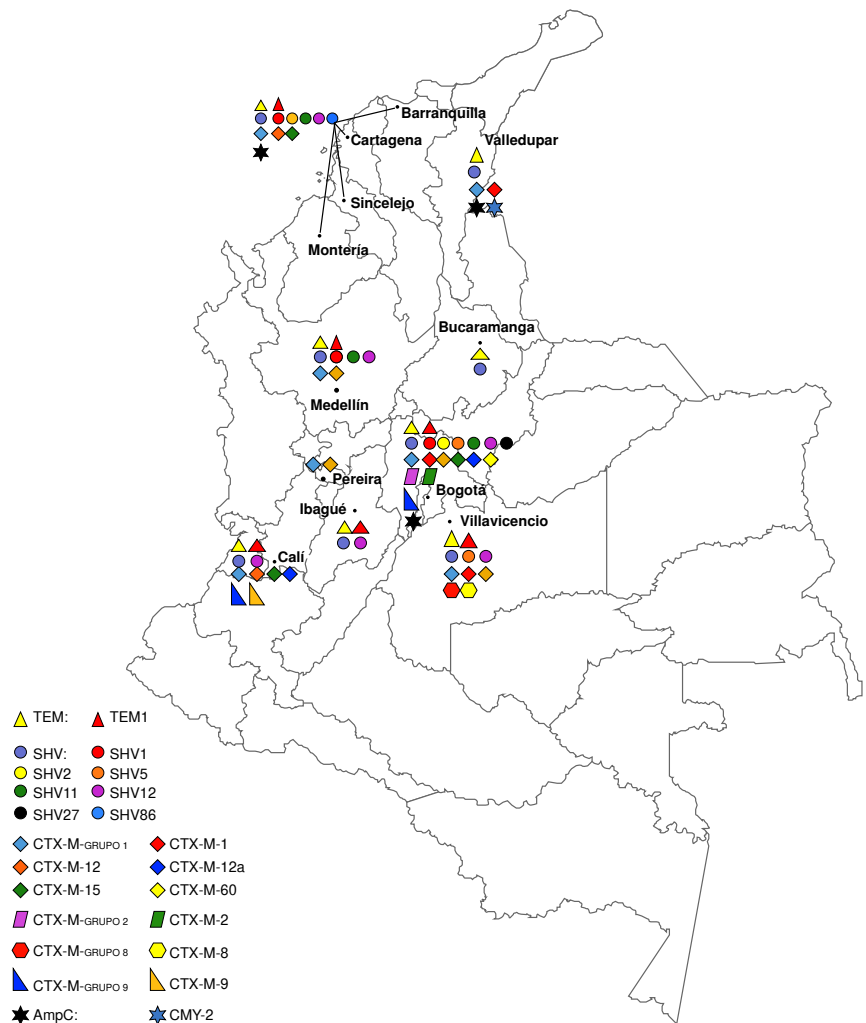 Barranquilla
Cartagena
Valledupar
Sincelejo
Montería
Bucaramanga
Medellín
Pereira
Bogotá
Ibagué
Villavicencio
Calí
TEM: TEM1
SHV: SHV1
SHV2 SHV5
SHV11 SHV12
SHV27 SHV86
CTX-M-GRUPO 1 CTX-M-1
CTX-M-12 CTX-M-12a
CTX-M-15 CTX-M-60
CTX-M-GRUPO 2 CTX-M-2
CTX-M-GRUPO 8 CTX-M-8
CTX-M-GRUPO 9 CTX-M-9
AmpC: CMY-2